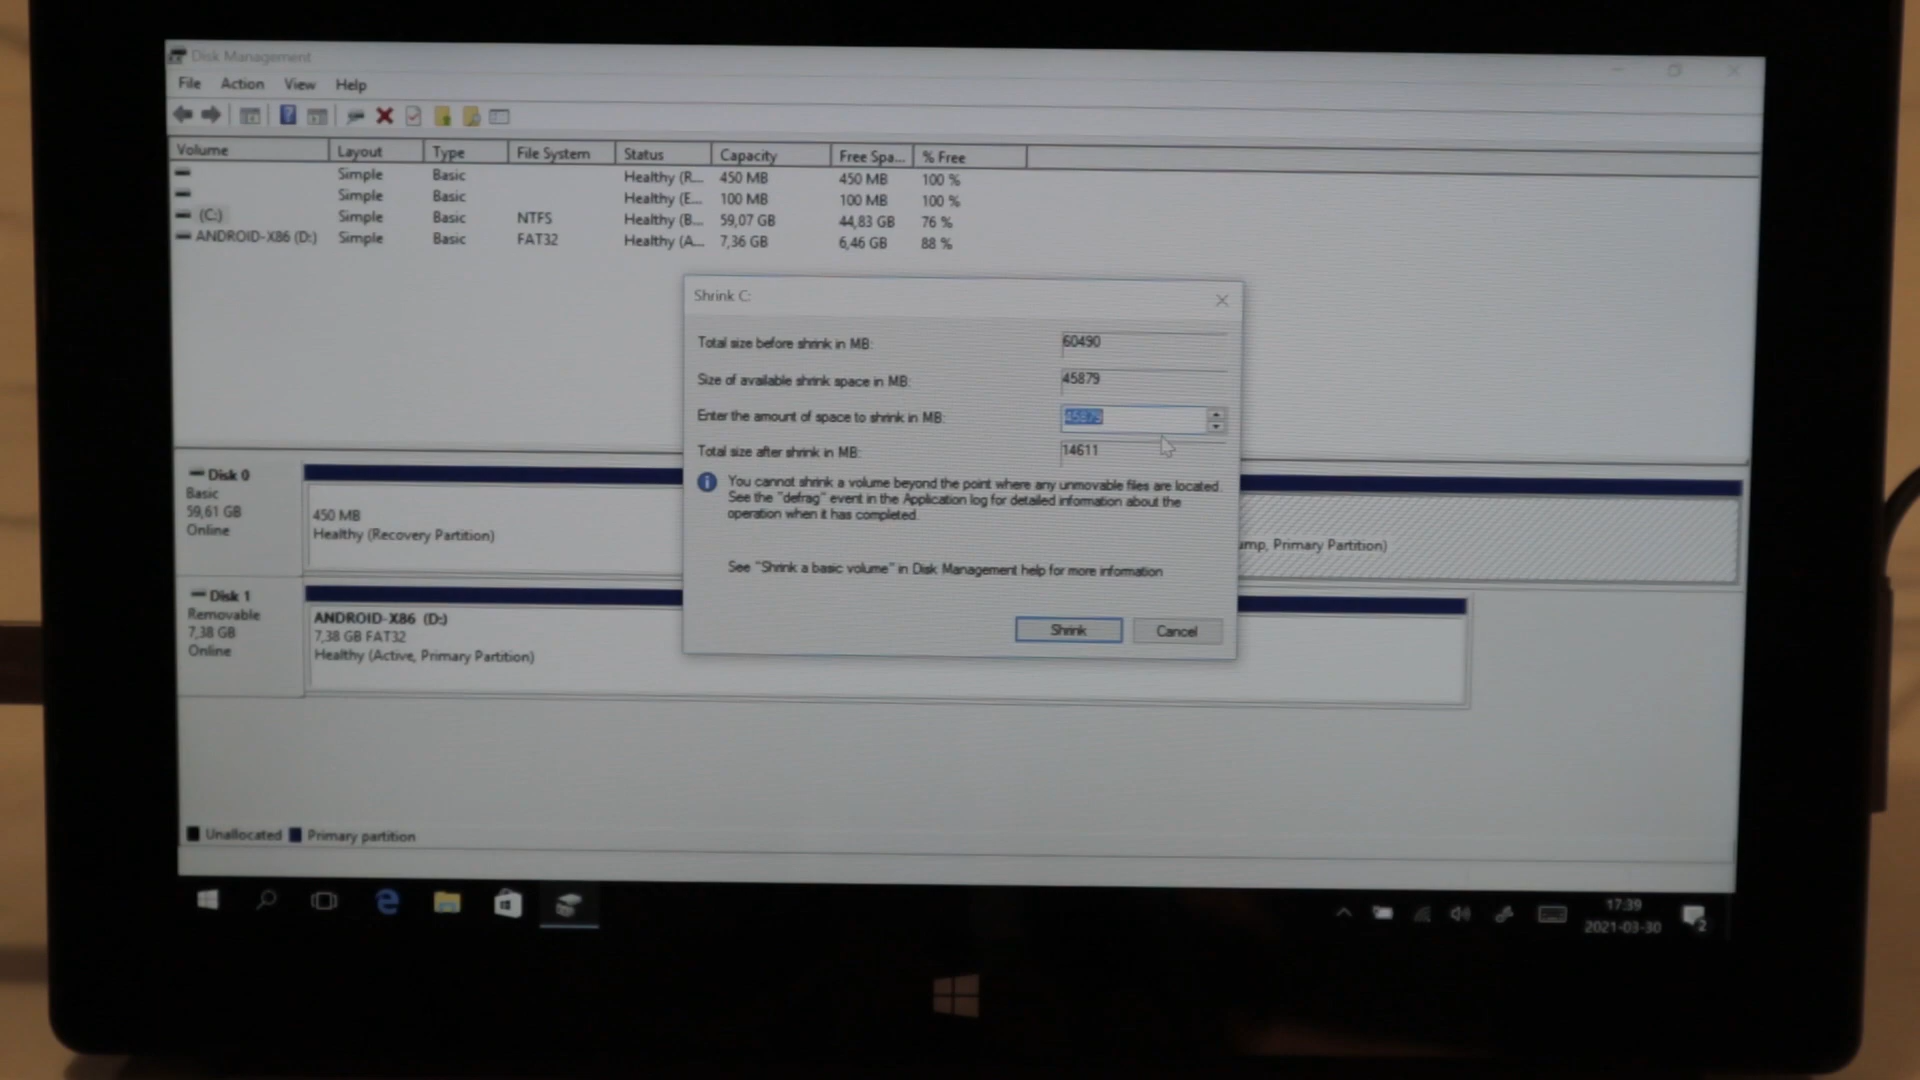 Disk Management
File Action View Help
Volume Layout Type File System Status Capacity Free Spa... % Free
Simple Basic Healthy (R... 450 MB 450 MB 100 %
Simple Basic Healthy (E... 100 MB 100 MB 100 %
(C:) Simple Basic NTFS Healthy (B... 59,07 GB 44,83 GB 76 %
ANDROID-X86 (D:) Simple Basic FAT32 Healthy (A... 7,36 GB 6,46 GB 88 %
Shrink C:
Total size before shrink in MB: 60490
Size of available shrink space in MB: 45879
Enter the amount of space to shrink in MB: 45879
Total size after shrink in MB: 14611
You cannot shrink a volume beyond the point where any unmovable files are located.
See the "defrag" event in the Application log for detailed information about the
operation when it has completed.
See "Shrink a basic volume" in Disk Management help for more information
Shrink Cancel
Disk 0
Basic
59,61 GB
Online
450 MB
Healthy (Recovery Partition)
ump, Primary Partition)
Disk 1
Removable
7,38 GB
Online
ANDROID-X86 (D:)
7,38 GB FAT32
Healthy (Active, Primary Partition)
Unallocated Primary partition
17:39
2021-03-30
2